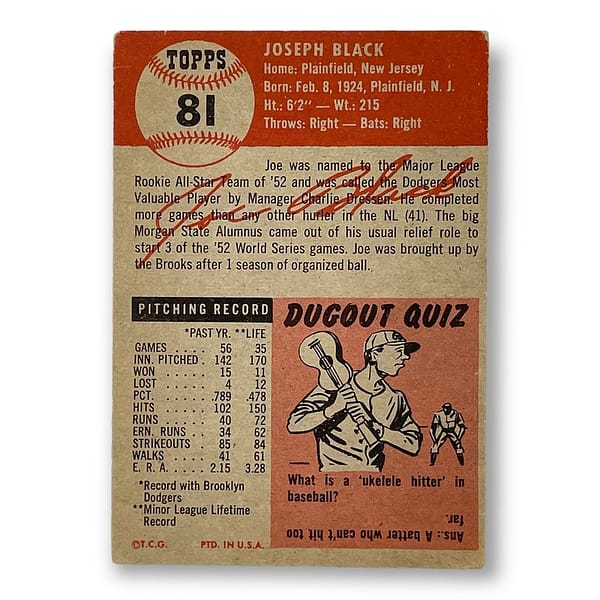 TOPPS
81
JOSEPH BLACK
Home: Plainfield, New Jersey
Born: Feb. 8, 1924, Plainfield, N. J.
Ht.: 6'2" — Wt.: 215
Throws: Right — Bats: Right
Joe was named to the Major League
Rookie All-Star Team of '52 and was called the Dodgers Most
Valuable Player by Manager Charlie Dressen. He completed
more games than any other hurler in the NL (41). The big
Morgan State Alumnus came out of his usual relief role to
start 3 of the '52 World Series games. Joe was brought up by
the Brooks after 1 season of organized ball.
Joe Black
PITCHING RECORD
*PAST YR. **LIFE
GAMES . . . . . 56 35
INN. PITCHED . 142 170
WON . . . . . 15 11
LOST . . . . . 4 12
PCT. . . . . . .789 .478
HITS . . . . . 102 150
RUNS . . . . . 40 72
ERN. RUNS . . . 34 62
STRIKEOUTS . . 85 84
WALKS . . . . 41 61
E. R. A. . . . . 2.15 3.28
*Record with Brooklyn
Dodgers
**Minor League Lifetime
Record
©T.C.G. PTD. IN U.S.A.
DUGOUT QUIZ
What is a 'ukelele hitter' in
baseball?
Ans.: A batter who can't hit too
far.